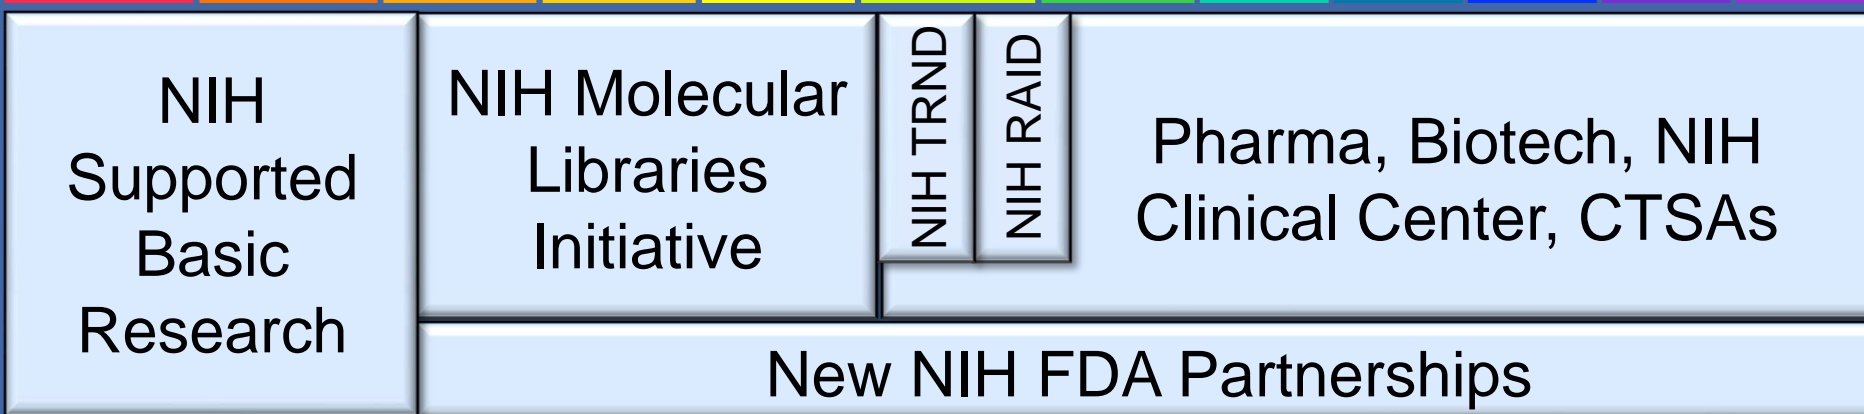 NIH
Supported
Basic
Research
NIH Molecular
Libraries
Initiative
NIH TRND
NIH RAID
Pharma, Biotech, NIH
Clinical Center, CTSAs
New NIH FDA Partnerships